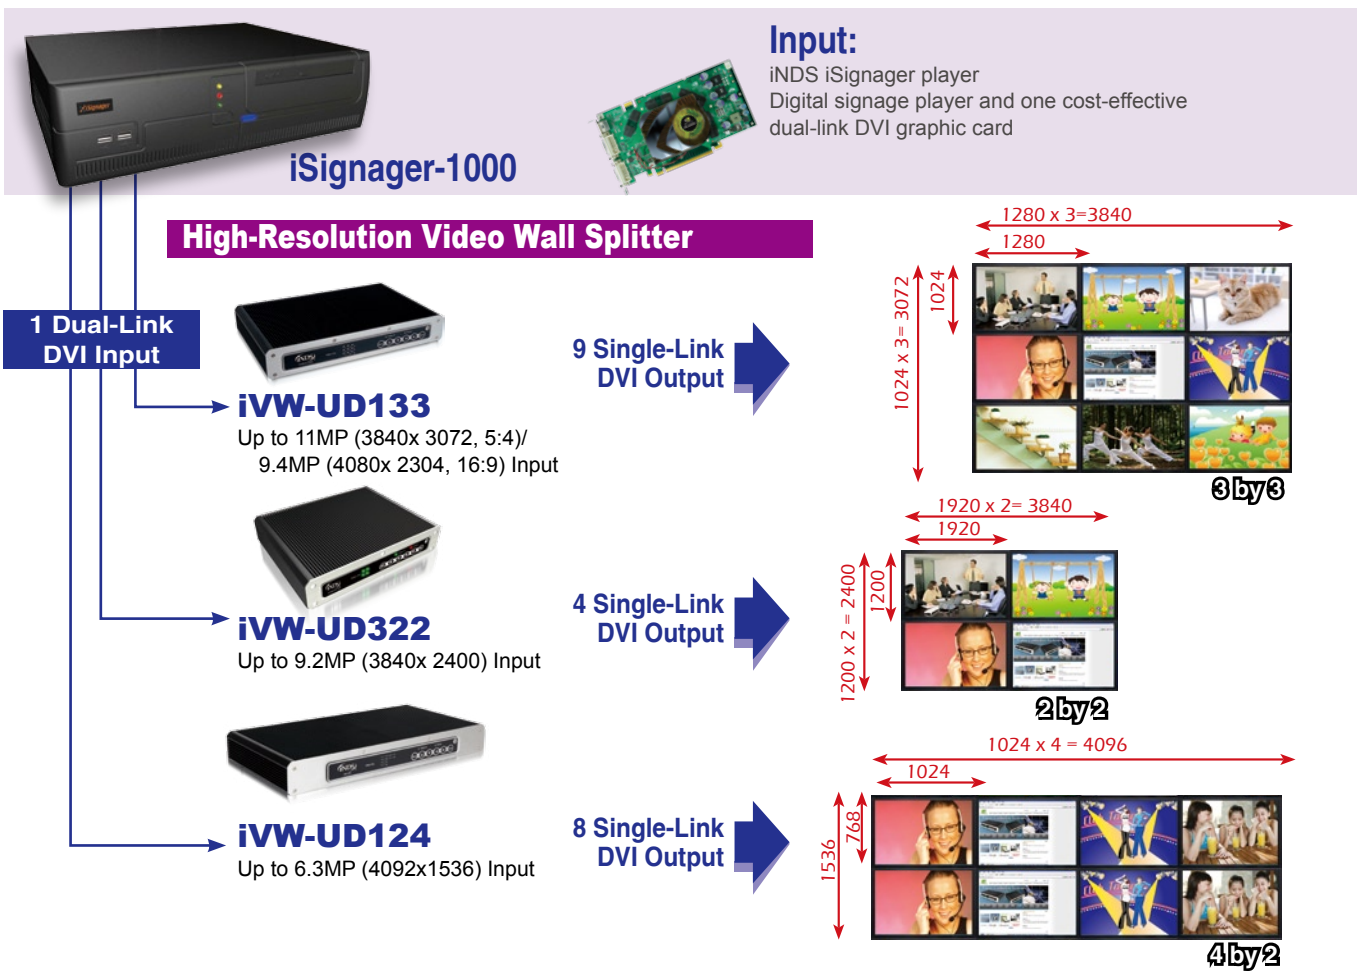 Input:
iNDS iSignager player
Digital signage player and one cost-effective
dual-link DVI graphic card
iSignager
iSignager-1000
High-Resolution Video Wall Splitter
1 Dual-Link
DVI Input
iVW-UD133
Up to 11MP (3840x 3072, 5:4)/
9.4MP (4080x 2304, 16:9) Input
9 Single-Link
DVI Output
1280 x 3=3840
1280
1024 x 3= 3072
1024
3 by 3
iVW-UD322
Up to 9.2MP (3840x 2400) Input
4 Single-Link
DVI Output
1920 x 2= 3840
1920
1200 x 2 = 2400
1200
2 by 2
iVW-UD124
Up to 6.3MP (4092x1536) Input
8 Single-Link
DVI Output
1024 x 4 = 4096
1024
1536
768
4 by 2